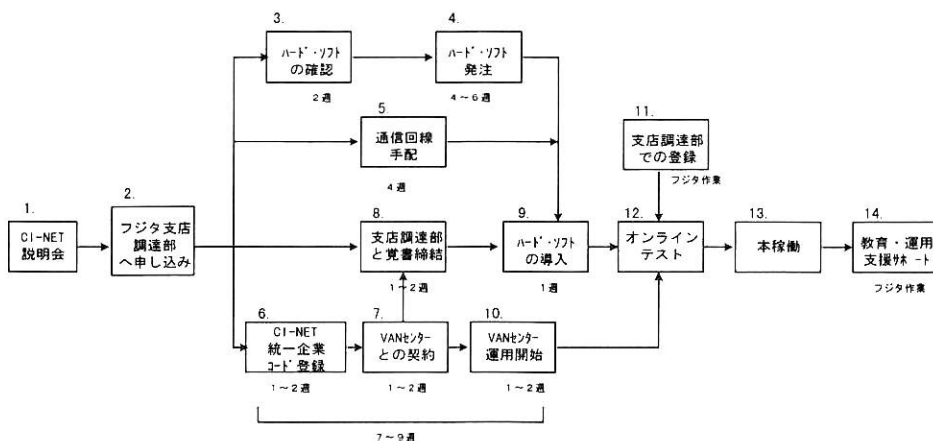 1.
CI-NET
説明会
2.
フジタ支店
調達部
へ申し込み
3.
ﾊｰﾄﾞ・ｿﾌﾄ
の確認
2週
4.
ﾊｰﾄﾞ・ｿﾌﾄ
発注
4～6週
5.
通信回線
手配
4週
6.
CI-NET
統一企業
ｺｰﾄﾞ登録
1～2週
7.
VANｾﾝﾀｰ
との契約
1～2週
8.
支店調達部
と覚書締結
1～2週
9.
ﾊｰﾄﾞ・ｿﾌﾄ
の導入
1週
10.
VANｾﾝﾀｰ
運用開始
1～2週
11.
支店調達部
での登録
フジタ作業
12.
オンライン
テスト
13.
本稼働
14.
教育・運用
支援ｻﾎﾟｰﾄ
フジタ作業
7～9週